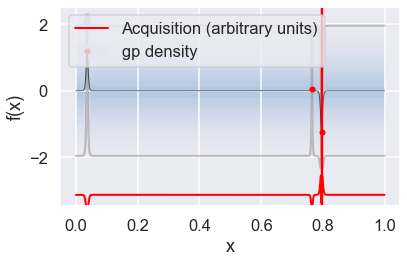 Acquisition (arbitrary units)
gp density
f(x)
2
0
−2
0.0 0.2 0.4 0.6 0.8 1.0
x